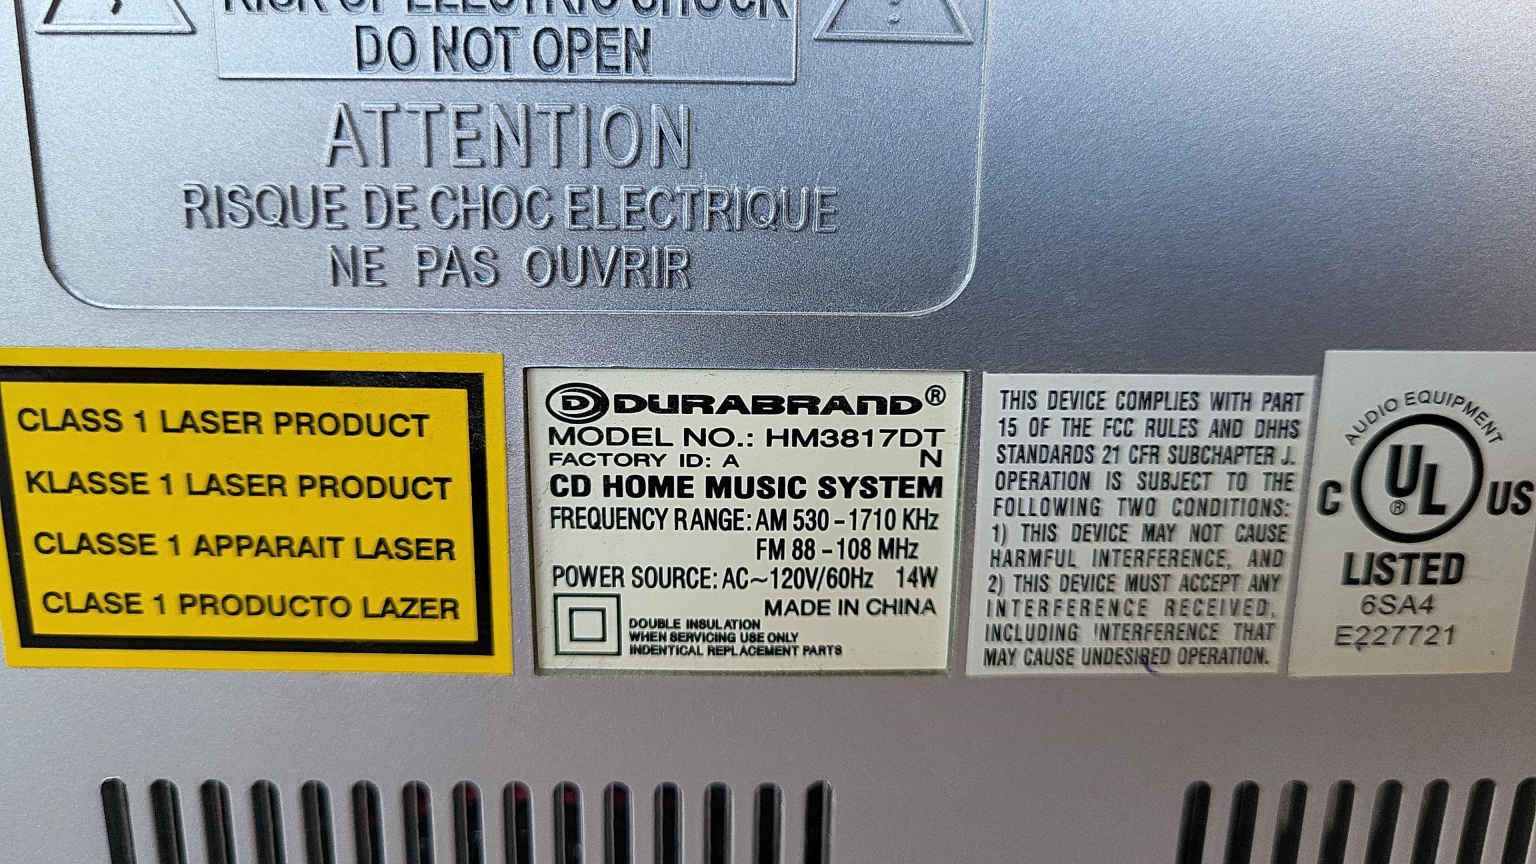 RISK OF ELECTRIC SHOCK
DO NOT OPEN
ATTENTION
RISQUE DE CHOC ELECTRIQUE
NE PAS OUVRIR
CLASS 1 LASER PRODUCT
KLASSE 1 LASER PRODUCT
CLASSE 1 APPARAIT LASER
CLASE 1 PRODUCTO LAZER
D DURABRAND®
MODEL NO.: HM3817DT
FACTORY ID: A N
CD HOME MUSIC SYSTEM
FREQUENCY RANGE: AM 530-1710 KHz
FM 88-108 MHz
POWER SOURCE: AC~120V/60Hz 14W
MADE IN CHINA
DOUBLE INSULATION
WHEN SERVICING USE ONLY
INDENTICAL REPLACEMENT PARTS
THIS DEVICE COMPLIES WITH PART
15 OF THE FCC RULES AND DHHS
STANDARDS 21 CFR SUBCHAPTER J.
OPERATION IS SUBJECT TO THE
FOLLOWING TWO CONDITIONS:
1) THIS DEVICE MAY NOT CAUSE
HARMFUL INTERFERENCE, AND
2) THIS DEVICE MUST ACCEPT ANY
INTERFERENCE RECEIVED,
INCLUDING INTERFERENCE THAT
MAY CAUSE UNDESIRED OPERATION.
AUDIO EQUIPMENT
C UL® US
LISTED
6SA4
E227721